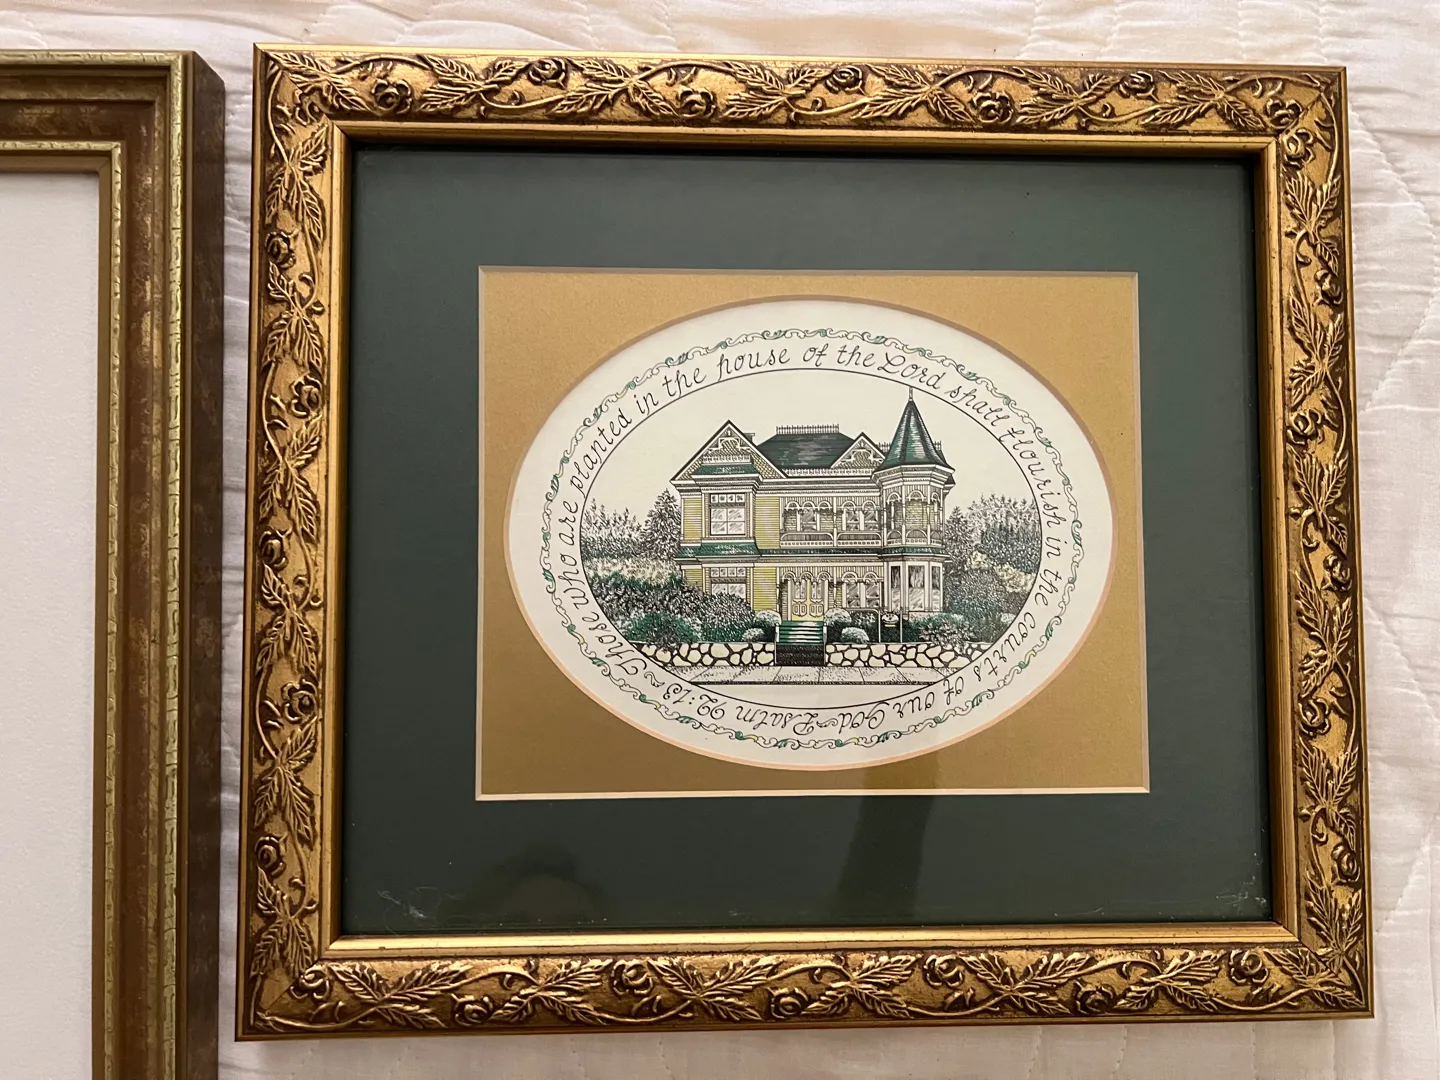 Those who are planted in the house of the Lord shall flourish in the courts of our God~Psalm 92:13~